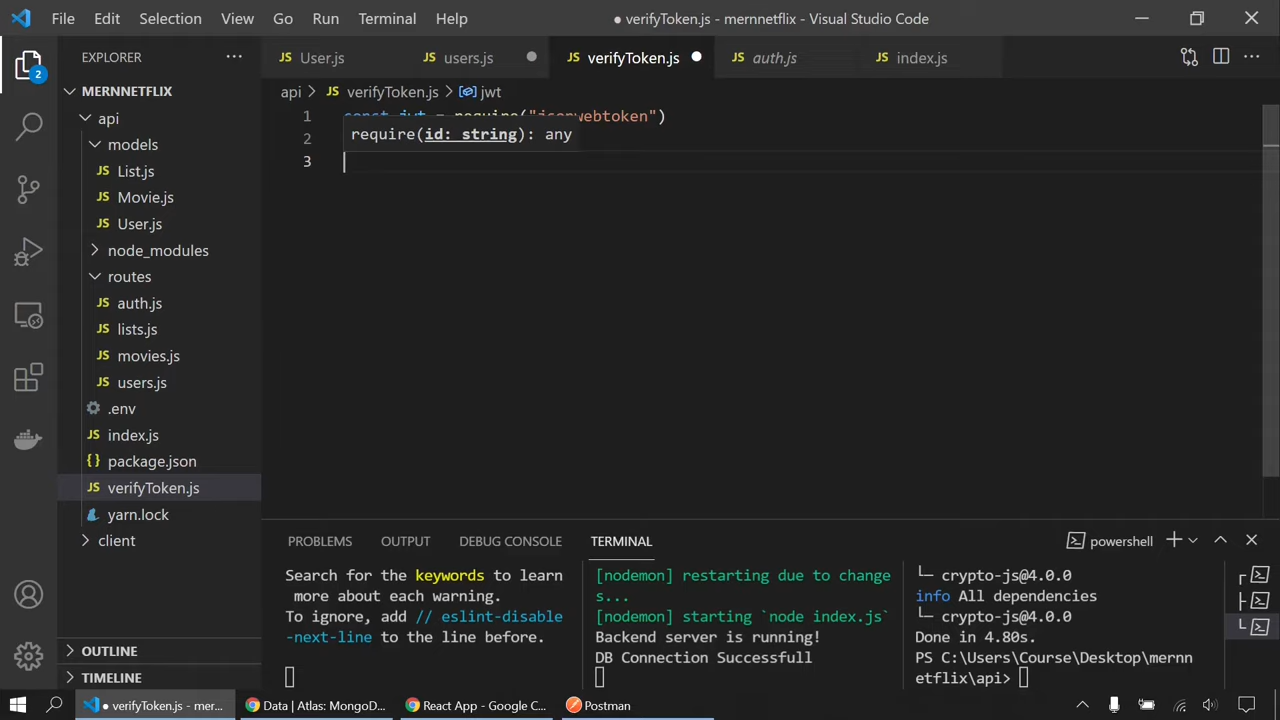 File Edit Selection View Go Run Terminal Help
● verifyToken.js - mernnetflix - Visual Studio Code
EXPLORER ···
JS User.js JS users.js JS verifyToken.js JS auth.js JS index.js ···
2
MERNNETFLIX
api > JS verifyToken.js > jwt
api
models
JS List.js
JS Movie.js
JS User.js
node_modules
routes
JS auth.js
JS lists.js
JS movies.js
JS users.js
.env
JS index.js
{} package.json
JS verifyToken.js
yarn.lock
client
OUTLINE
TIMELINE
1 const jwt = require("jsonwebtoken")
require(id: string): any
2
3
PROBLEMS OUTPUT DEBUG CONSOLE TERMINAL
powershell
Search for the keywords to learn
more about each warning.
To ignore, add // eslint-disable
-next-line to the line before.
[nodemon] restarting due to change
s...
[nodemon] starting `node index.js`
Backend server is running!
DB Connection Successfull
└─ crypto-js@4.0.0
info All dependencies
└─ crypto-js@4.0.0
Done in 4.80s.
PS C:\Users\Course\Desktop\mernn
etflix\api>
● verifyToken.js - mer...
Data | Atlas: MongoD...
React App - Google C...
Postman